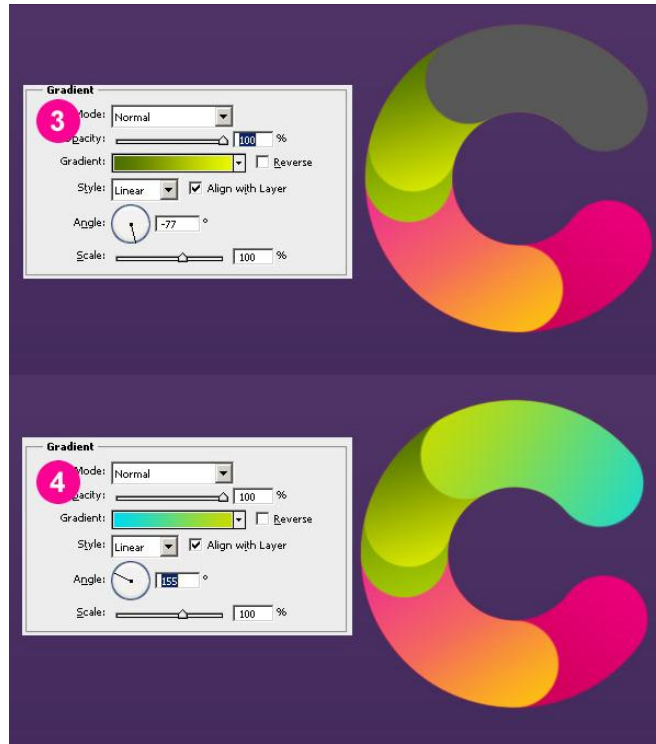 Gradient
3
Mode: Normal
Opacity: 100 %
Gradient: Reverse
Style: Linear Align with Layer
Angle: -77 °
Scale: 100 %
Gradient
4
Mode: Normal
Opacity: 100 %
Gradient: Reverse
Style: Linear Align with Layer
Angle: 155 °
Scale: 100 %